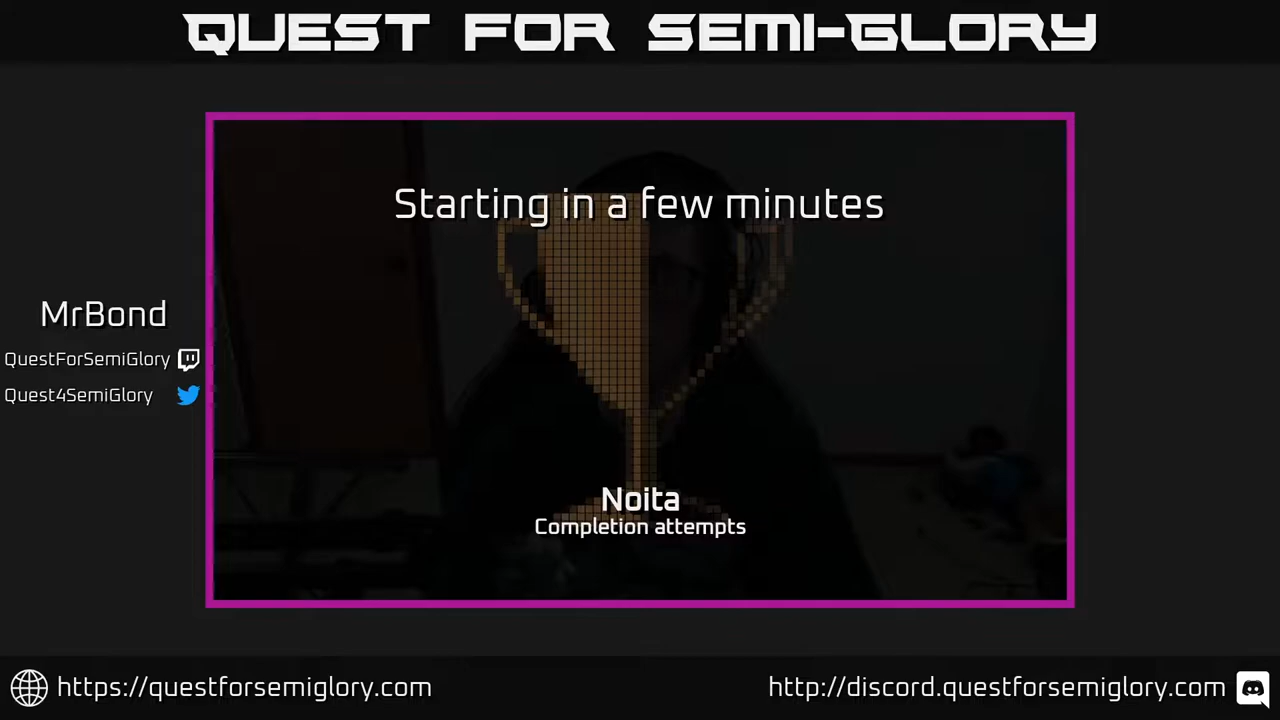 QUEST FOR SEMI-GLORY
Starting in a few minutes
MrBond
QuestForSemiGlory
Quest4SemiGlory
Noita
Completion attempts
https://questforsemiglory.com
http://discord.questforsemiglory.com